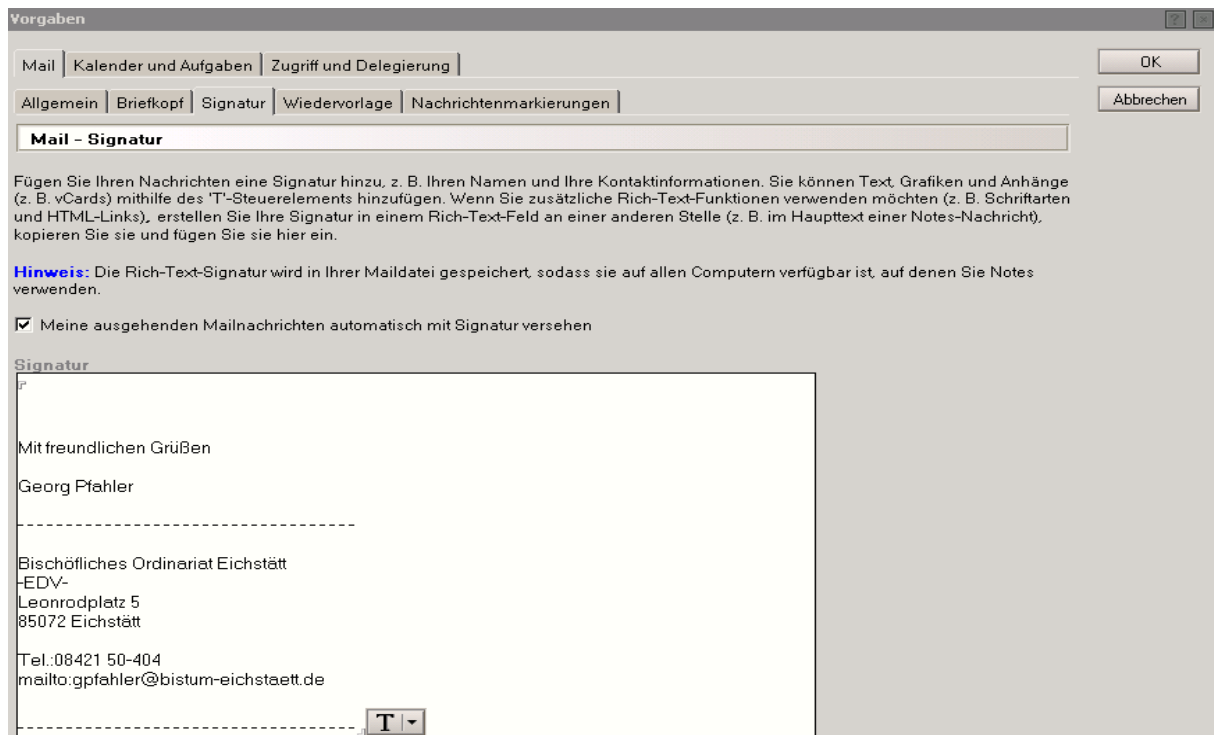 Vorgaben
Mail Kalender und Aufgaben Zugriff und Delegierung
OK
Allgemein Briefkopf Signatur Wiedervorlage Nachrichtenmarkierungen
Abbrechen
Mail - Signatur
Fügen Sie Ihren Nachrichten eine Signatur hinzu, z. B. Ihren Namen und Ihre Kontaktinformationen. Sie können Text, Grafiken und Anhänge
(z. B. vCards) mithilfe des 'T'-Steuerelements hinzufügen. Wenn Sie zusätzliche Rich-Text-Funktionen verwenden möchten (z. B. Schriftarten
und HTML-Links), erstellen Sie Ihre Signatur in einem Rich-Text-Feld an einer anderen Stelle (z. B. im Haupttext einer Notes-Nachricht),
kopieren Sie sie und fügen Sie sie hier ein.
Hinweis: Die Rich-Text-Signatur wird in Ihrer Maildatei gespeichert, sodass sie auf allen Computern verfügbar ist, auf denen Sie Notes
verwenden.
Meine ausgehenden Mailnachrichten automatisch mit Signatur versehen
Signatur
Mit freundlichen Grüßen
Georg Pfahler
-----------------------------------
Bischöfliches Ordinariat Eichstätt
-EDV-
Leonrodplatz 5
85072 Eichstätt
Tel.:08421 50-404
mailto:gpfahler@bistum-eichstaett.de
----------------------------------- T